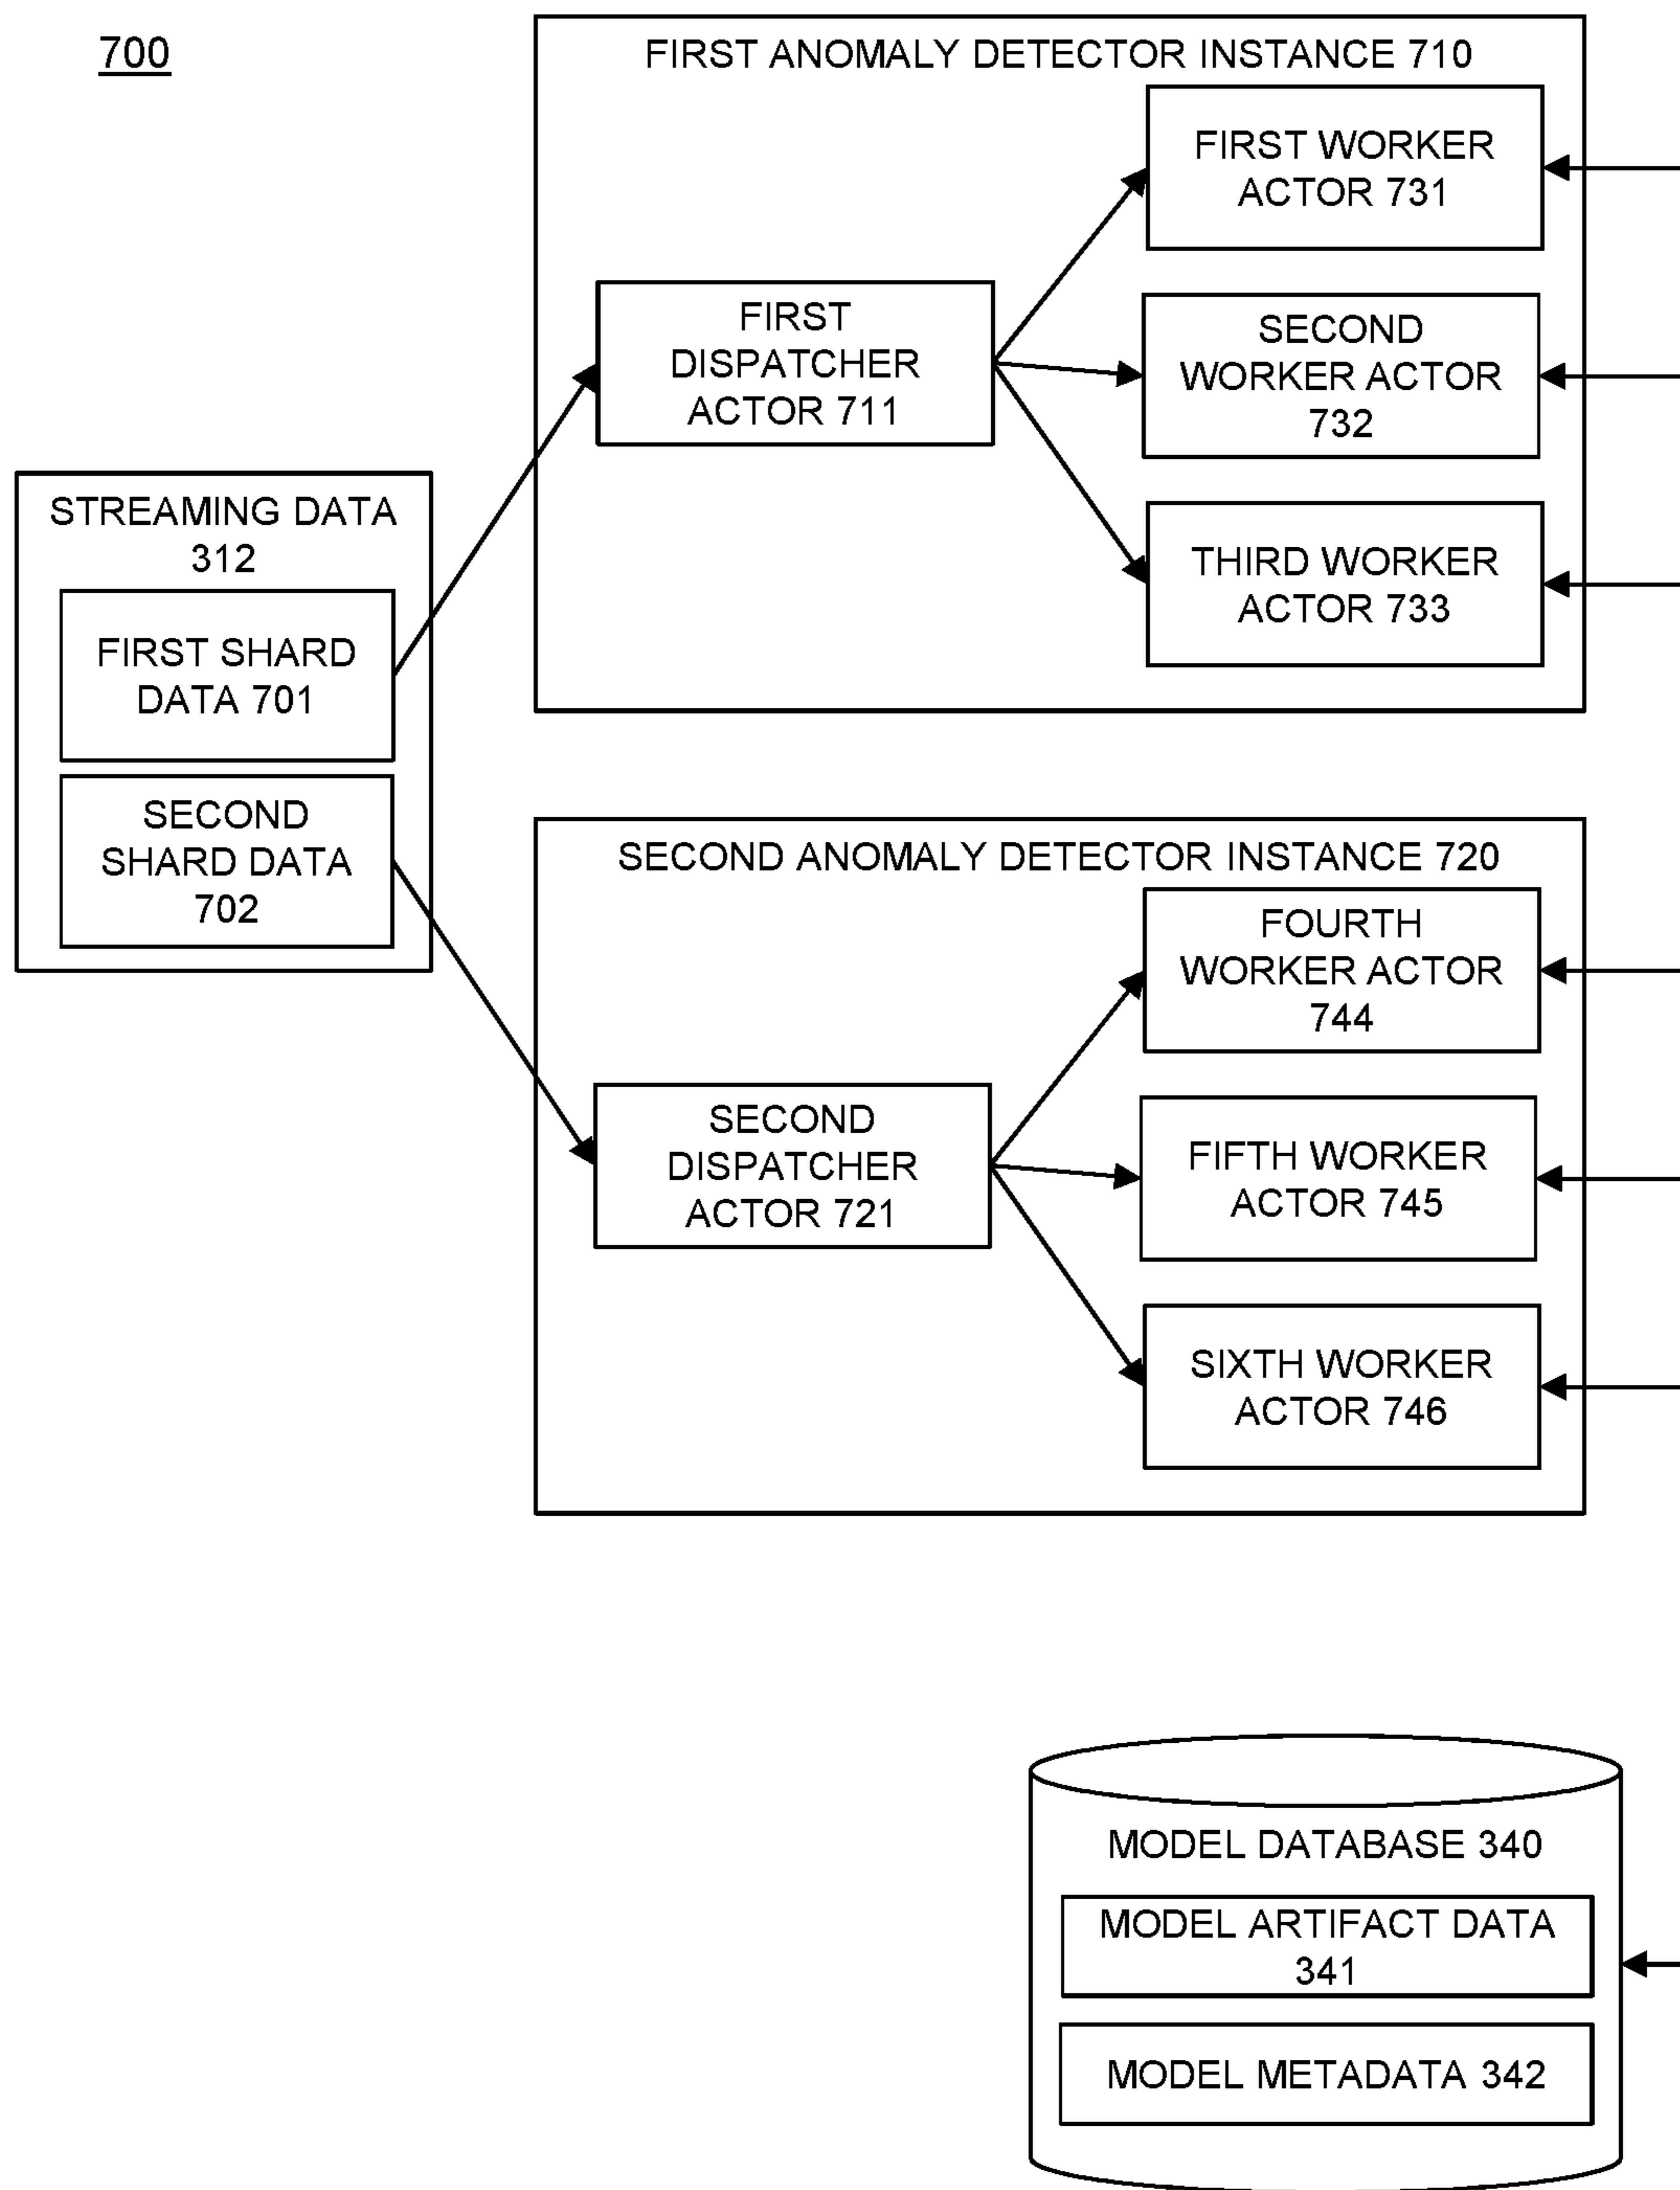 700
FIRST ANOMALY DETECTOR INSTANCE 710
FIRST WORKER
ACTOR 731
FIRST
DISPATCHER
ACTOR 711
SECOND
WORKER ACTOR
732
THIRD WORKER
ACTOR 733
STREAMING DATA
312
FIRST SHARD
DATA 701
SECOND
SHARD DATA
702
SECOND ANOMALY DETECTOR INSTANCE 720
FOURTH
WORKER ACTOR
744
SECOND
DISPATCHER
ACTOR 721
FIFTH WORKER
ACTOR 745
SIXTH WORKER
ACTOR 746
MODEL DATABASE 340
MODEL ARTIFACT DATA
341
MODEL METADATA 342